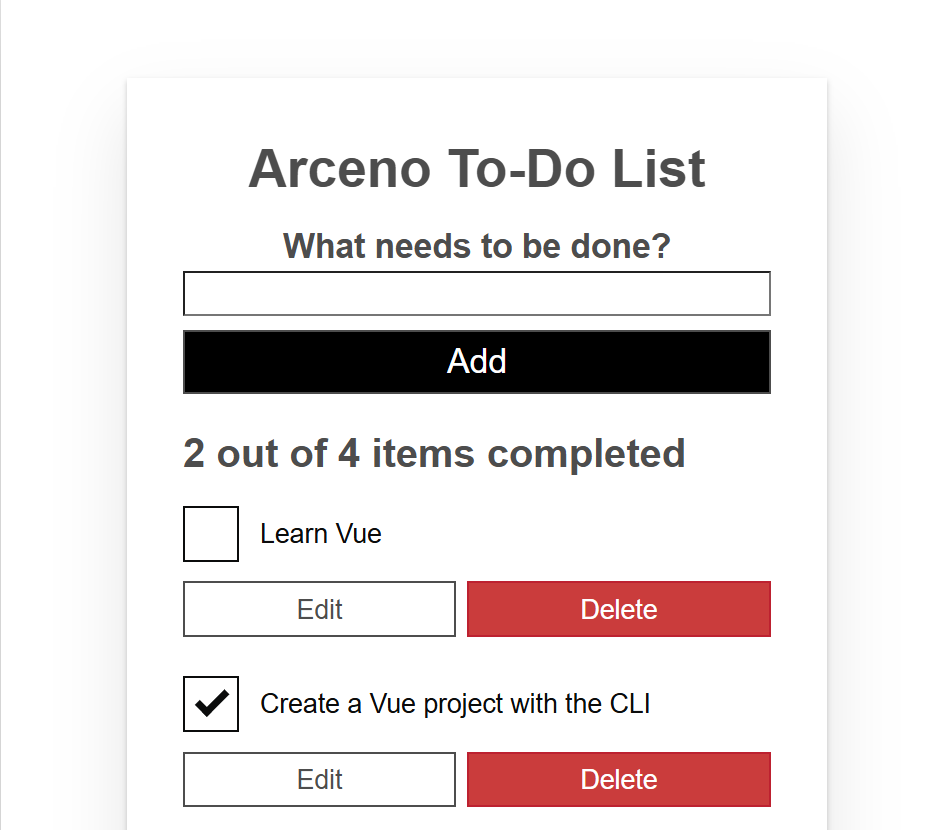 Arceno To-Do List
What needs to be done?
Add
2 out of 4 items completed
Learn Vue
Edit Delete
Create a Vue project with the CLI
Edit Delete